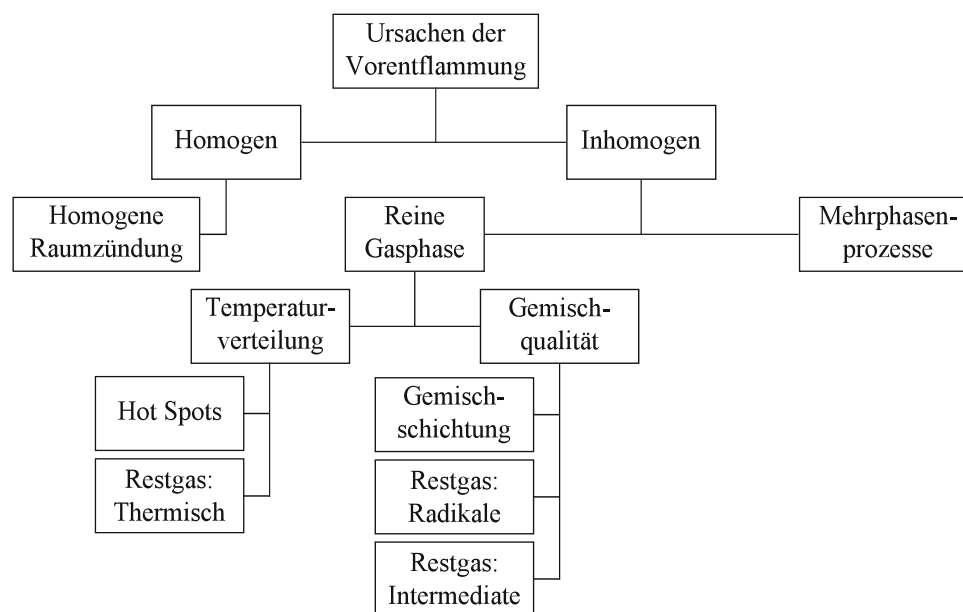 Ursachen der
Vorentflammung
Homogen
Inhomogen
Homogene
Raumzündung
Reine
Gasphase
Mehrphasen-
prozesse
Temperatur-
verteilung
Gemisch-
qualität
Hot Spots
Gemisch-
schichtung
Restgas:
Thermisch
Restgas:
Radikale
Restgas:
Intermediate